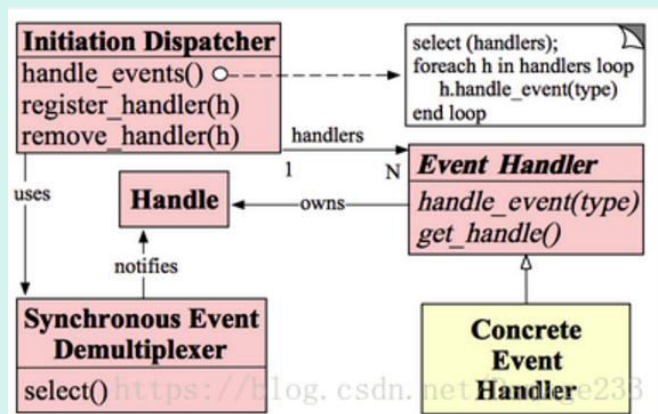 Initiation Dispatcher
handle_events()
register_handler(h)
remove_handler(h)
select (handlers);
foreach h in handlers loop
h.handle_event(type)
end loop
handlers
1
N
Event Handler
handle_event(type)
get_handle()
uses
Handle
owns
notifies
Synchronous Event
Demultiplexer
select()
Concrete
Event
Handler
https://blog.csdn.net/